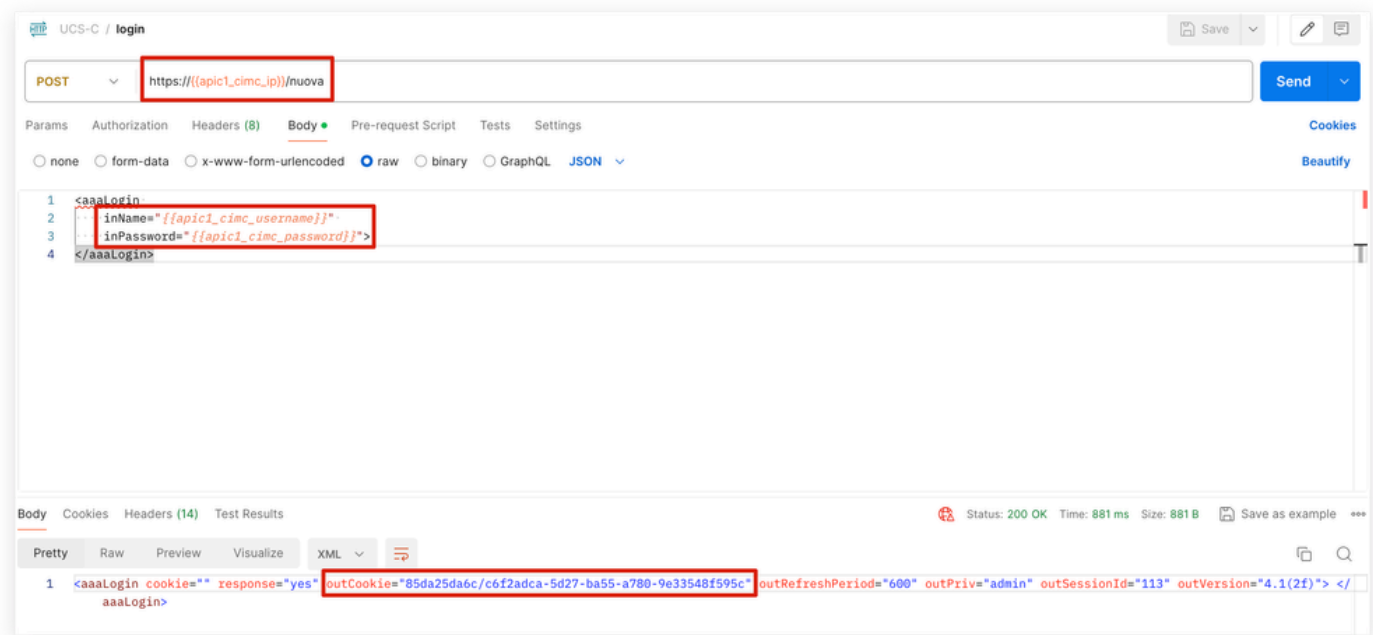 HTTP UCS-C / login Save
POST https://{{apic1_cimc_ip}}/nuova Send
Params Authorization Headers (8) Body Pre-request Script Tests Settings Cookies
none form-data x-www-form-urlencoded raw binary GraphQL JSON Beautify
1 <aaaLogin
2 inName="{{apic1_cimc_username}}"
3 inPassword="{{apic1_cimc_password}}">
4 </aaaLogin>
Body Cookies Headers (14) Test Results Status: 200 OK Time: 881 ms Size: 881 B Save as example
Pretty Raw Preview Visualize XML
1 <aaaLogin cookie="" response="yes" outCookie="85da25da6c/c6f2adca-5d27-ba55-a780-9e33548f595c" outRefreshPeriod="600" outPriv="admin" outSessionId="113" outVersion="4.1(2f)"> </
aaaLogin>